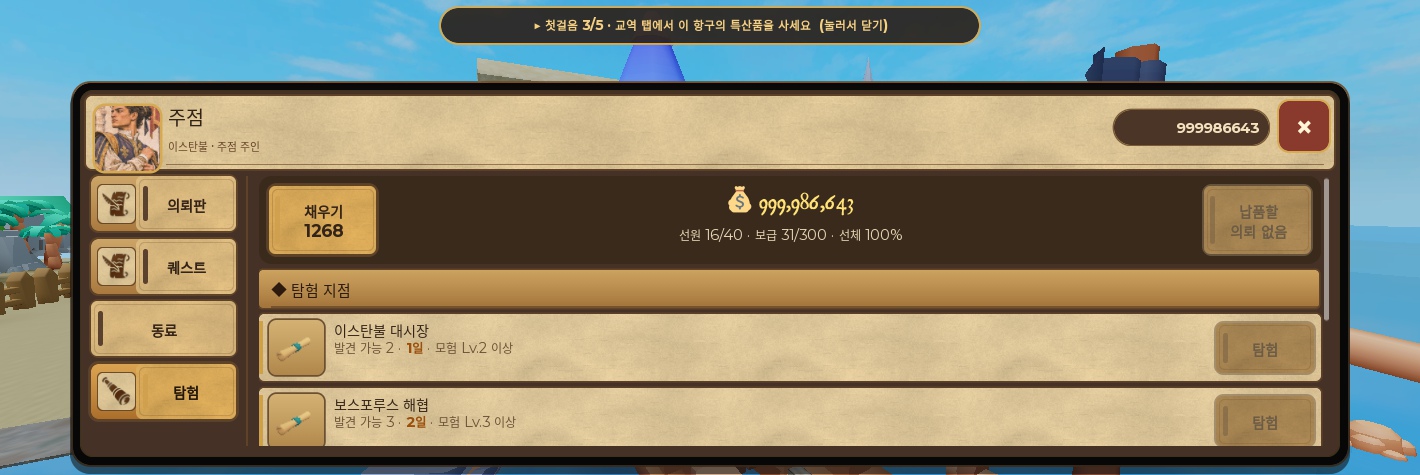 ▸ 첫걸음 3/5 · 교역 탭에서 이 항구의 특산품을 사세요 (눌러서 닫기)
주점
이스탄불 · 주점 주인
999986643
×
의뢰판
퀘스트
동료
탐험
채우기
1268
999,986,643
선원 16/40 · 보급 31/300 · 선체 100%
납품할
의뢰 없음
◆ 탐험 지점
이스탄불 대시장
발견 가능 2 · 1일 · 모험 Lv.2 이상
탐험
보스포루스 해협
발견 가능 3 · 2일 · 모험 Lv.3 이상
탐험